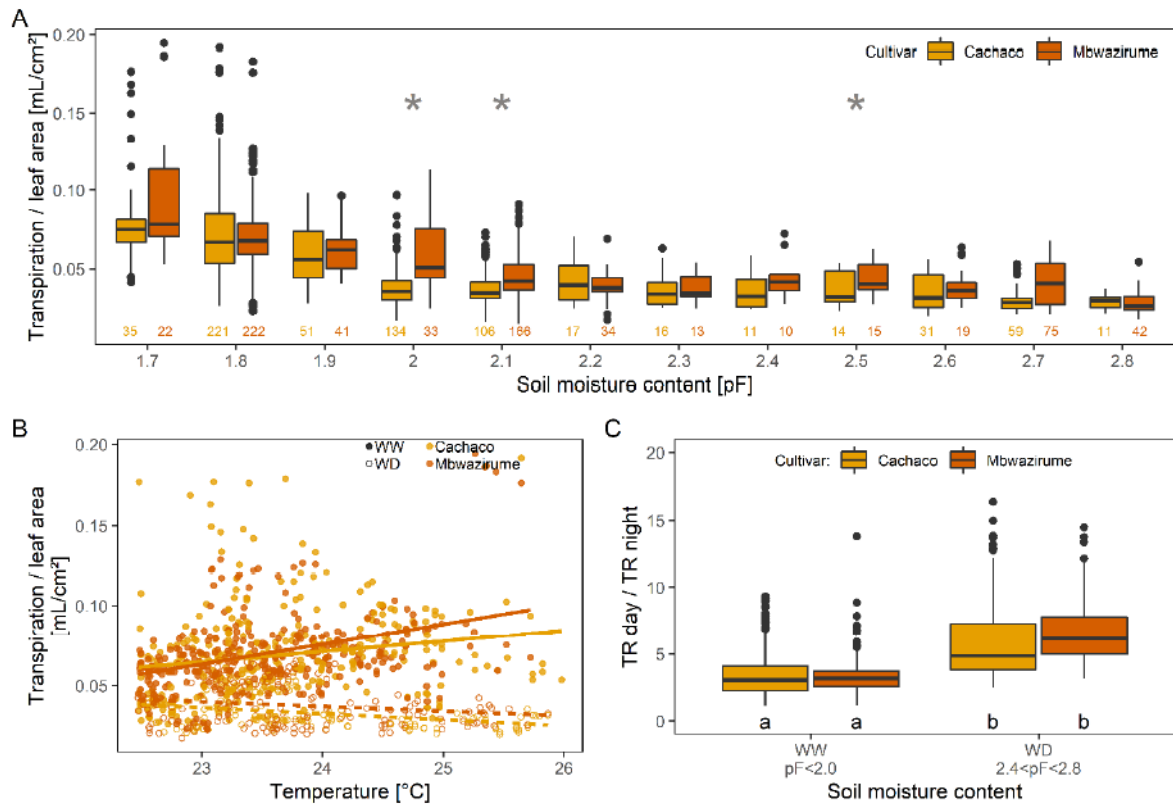 A
Transpiration / leaf area [mL/cm²]
0.20
0.15
0.10
0.05
Cultivar Cachaco Mbwazirume
* * *
35 22 221 222 51 41 134 33 106 166 17 34 16 13 11 10 14 15 31 19 59 75 11 42
1.7 1.8 1.9 2 2.1 2.2 2.3 2.4 2.5 2.6 2.7 2.8
Soil moisture content [pF]
B
Transpiration / leaf area
[mL/cm²]
0.20
0.15
0.10
0.05
WW Cachaco
WD Mbwazirume
23 24 25 26
Temperature [°C]
C
TR day / TR night
20
15
10
5
0
Cultivar: Cachaco Mbwazirume
a a b b
WW WD
pF<2.0 2.4<pF<2.8
Soil moisture content